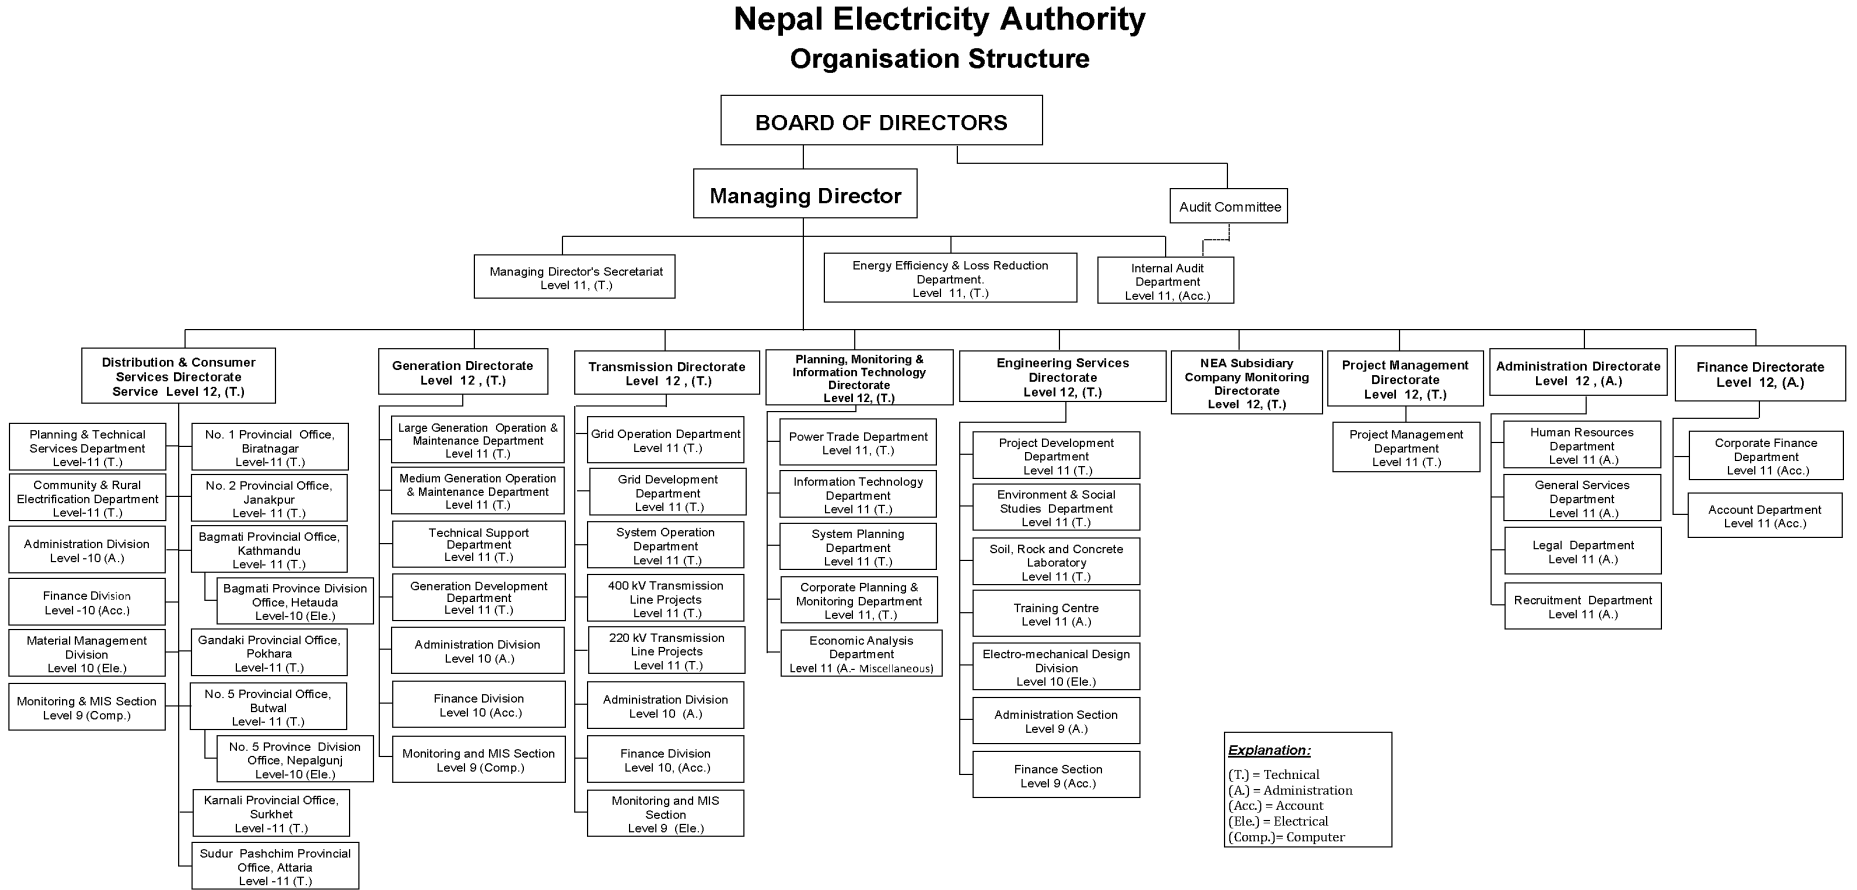 Nepal Electricity Authority
Organisation Structure
BOARD OF DIRECTORS
Managing Director
Audit Committee
Managing Director's Secretariat
Level 11, (T.)
Energy Efficiency & Loss Reduction
Department.
Level 11, (T.)
Internal Audit
Department
Level 11, (Acc.)
Distribution & Consumer
Services Directorate
Service Level 12, (T.)
Planning & Technical
Services Department
Level-11 (T.)
Community & Rural
Electrification Department
Level-11 (T.)
Administration Division
Level -10 (A.)
Finance Division
Level -10 (Acc.)
Material Management
Division
Level 10 (Ele.)
Monitoring & MIS Section
Level 9 (Comp.)
No. 1 Provincial Office,
Biratnagar
Level-11 (T.)
No. 2 Provincial Office,
Janakpur
Level- 11 (T.)
Bagmati Provincial Office,
Kathmandu
Level- 11 (T.)
Bagmati Province Division
Office, Hetauda
Level-10 (Ele.)
Gandaki Provincial Office,
Pokhara
Level-11 (T.)
No. 5 Provincial Office,
Butwal
Level- 11 (T.)
No. 5 Province Division
Office, Nepalgunj
Level-10 (Ele.)
Karnali Provincial Office,
Surkhet
Level -11 (T.)
Sudur Pashchim Provincial
Office, Attaria
Level -11 (T.)
Generation Directorate
Level 12 , (T.)
Large Generation Operation &
Maintenance Department
Level 11 (T.)
Medium Generation Operation
& Maintenance Department
Level 11 (T.)
Technical Support
Department
Level 11 (T.)
Generation Development
Department
Level 11 (T.)
Administration Division
Level 10 (A.)
Finance Division
Level 10 (Acc.)
Monitoring and MIS Section
Level 9 (Comp.)
Transmission Directorate
Level 12 , (T.)
Grid Operation Department
Level 11 (T.)
Grid Development
Department
Level 11 (T.)
System Operation
Department
Level 11 (T.)
400 kV Transmission
Line Projects
Level 11 (T.)
220 kV Transmission
Line Projects
Level 11 (T.)
Administration Division
Level 10 (A.)
Finance Division
Level 10, (Acc.)
Monitoring and MIS
Section
Level 9 (Ele.)
Planning, Monitoring &
Information Technology
Directorate
Level 12, (T.)
Power Trade Department
Level 11, (T.)
Information Technology
Department
Level 11 (T.)
System Planning
Department
Level 11 (T.)
Corporate Planning &
Monitoring Department
Level 11, (T.)
Economic Analysis
Department
Level 11 (A.- Miscellaneous)
Engineering Services
Directorate
Level 12, (T.)
Project Development
Department
Level 11 (T.)
Environment & Social
Studies Department
Level 11 (T.)
Soil, Rock and Concrete
Laboratory
Level 11 (T.)
Training Centre
Level 11 (A.)
Electro-mechanical Design
Division
Level 10 (Ele.)
Administration Section
Level 9 (A.)
Finance Section
Level 9 (Acc.)
NEA Subsidiary
Company Monitoring
Directorate
Level 12, (T.)
Project Management
Directorate
Level 12, (T.)
Project Management
Department
Level 11 (T.)
Administration Directorate
Level 12 , (A.)
Human Resources
Department
Level 11 (A.)
General Services
Department
Level 11 (A.)
Legal Department
Level 11 (A.)
Recruitment Department
Level 11 (A.)
Finance Directorate
Level 12, (A.)
Corporate Finance
Department
Level 11 (Acc.)
Account Department
Level 11 (Acc.)
Explanation:
(T.) = Technical
(A.) = Administration
(Acc.) = Account
(Ele.) = Electrical
(Comp.)= Computer